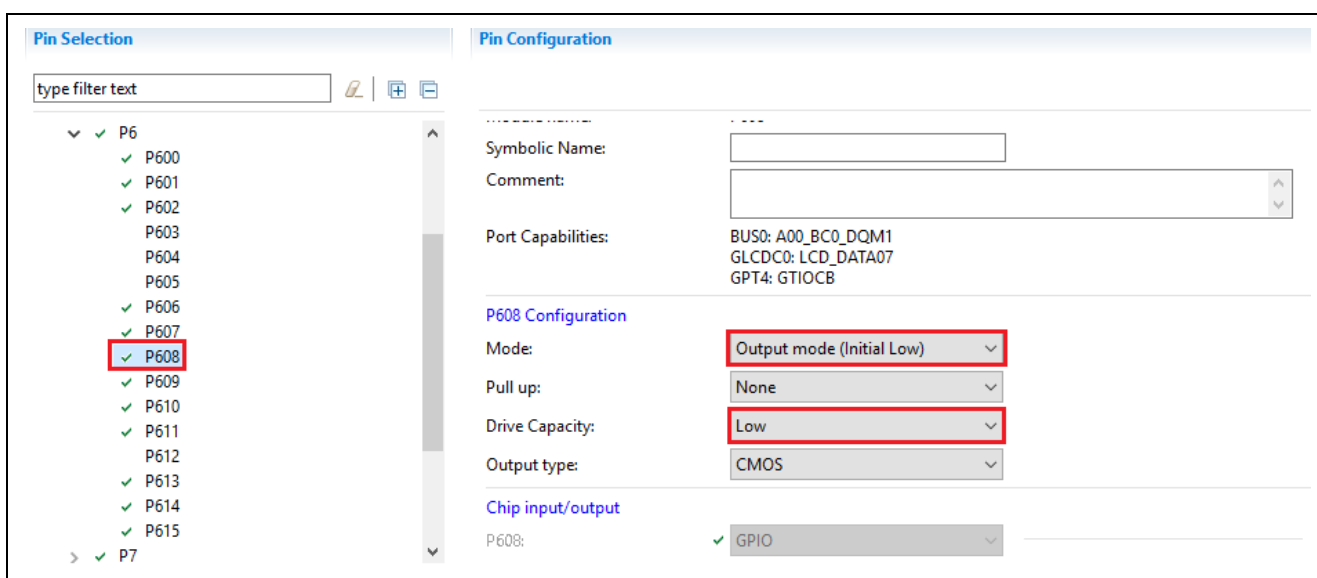 Pin Selection
type filter text
P6
P600
P601
P602
P603
P604
P605
P606
P607
P608
P609
P610
P611
P612
P613
P614
P615
P7
Pin Configuration
Symbolic Name:
Comment:
Port Capabilities: BUS0: A00_BC0_DQM1
GLCDC0: LCD_DATA07
GPT4: GTIOCB
P608 Configuration
Mode: Output mode (Initial Low)
Pull up: None
Drive Capacity: Low
Output type: CMOS
Chip input/output
P608: GPIO